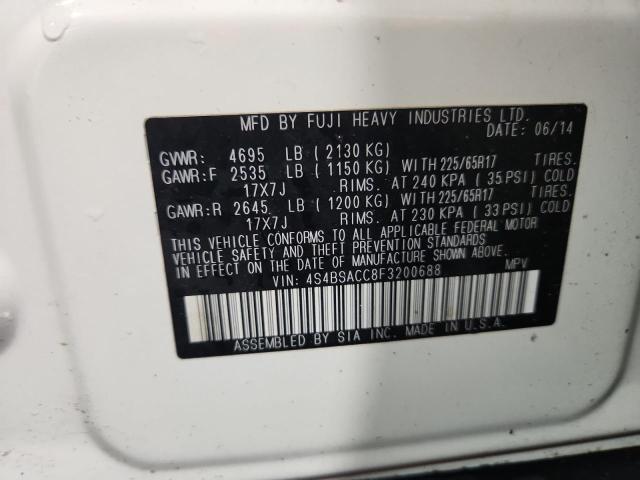 MFD BY FUJI HEAVY INDUSTRIES LTD.
DATE: 06/14
GVWR: 4695 LB ( 2130 KG)
GAWR:F 2535 LB ( 1150 KG) WITH 225/65R17 TIRES.
17X7J RIMS. AT 240 KPA ( 35 PSI) COLD
GAWR:R 2645 LB ( 1200 KG) WITH 225/65R17 TIRES.
17X7J RIMS. AT 230 KPA ( 33 PSI) COLD
THIS VEHICLE CONFORMS TO ALL APPLICABLE FEDERAL MOTOR
VEHICLE SAFETY AND THEFT PREVENTION STANDARDS
IN EFFECT ON THE DATE OF MANUFACTURE SHOWN ABOVE.
VIN: 4S4BSACC8F3200688 MPV
ASSEMBLED BY SIA INC. MADE IN U.S.A.